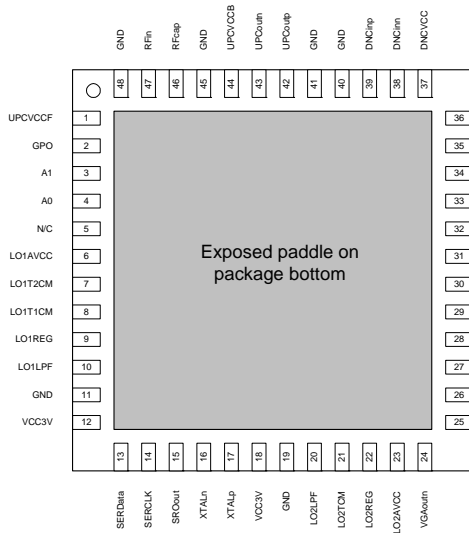 GND RFin RFcap GND UPCVCCB UPCoutn UPCoutp GND GND DNCinp DNCinn DNCVCC
48 47 46 45 44 43 42 41 40 39 38 37
UPCVCCF 1 36
GPO 2 35
A1 3 34
A0 4 33
N/C 5 32
LO1AVCC 6 31
LO1T2CM 7 30
LO1T1CM 8 29
LO1REG 9 28
LO1LPF 10 27
GND 11 26
VCC3V 12 25
Exposed paddle on
package bottom
13 14 15 16 17 18 19 20 21 22 23 24
SERData SERCLK SROout XTALn XTALp VCC3V GND LO2LPF LO2TCM LO2REG LO2AVCC VGAoutn